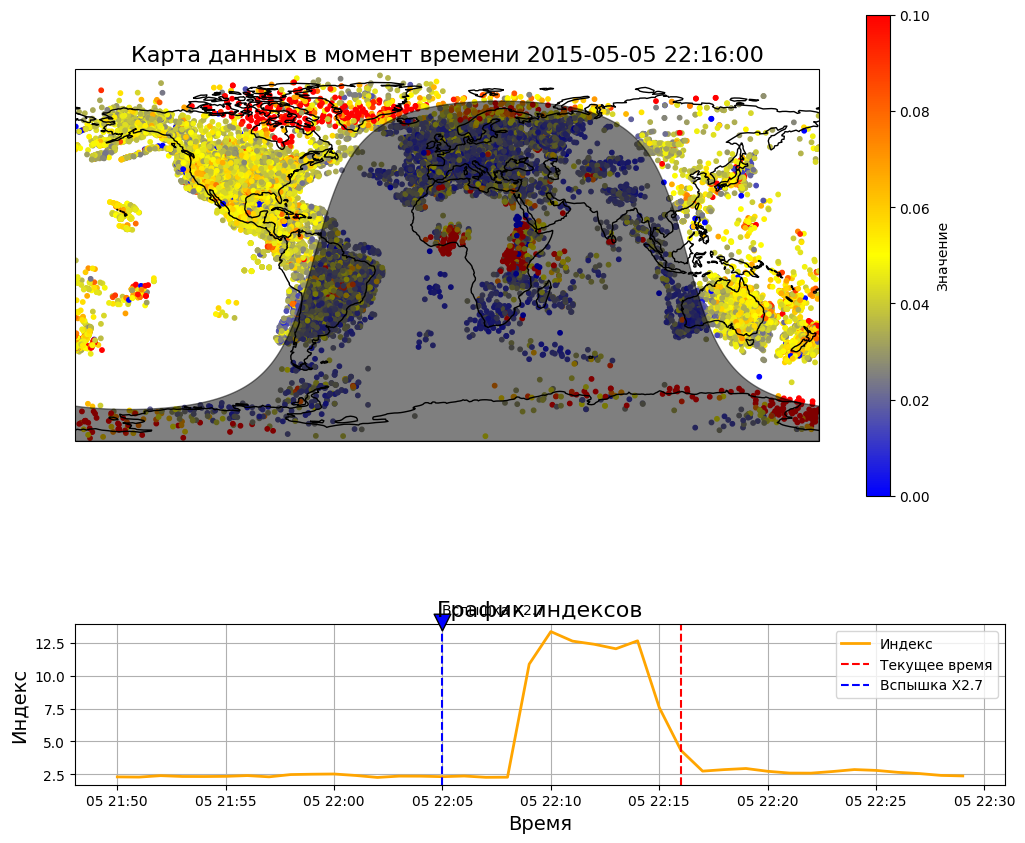 Карта данных в момент времени 2015-05-05 22:16:00
0.10
0.08
0.06
0.04
0.02
0.00
Значение
Вспышка X2.7
График индексов
12.5
10.0
7.5
5.0
2.5
Индекс
Индекс
Текущее время
Вспышка X2.7
05 21:50
05 21:55
05 22:00
05 22:05
05 22:10
05 22:15
05 22:20
05 22:25
05 22:30
Время